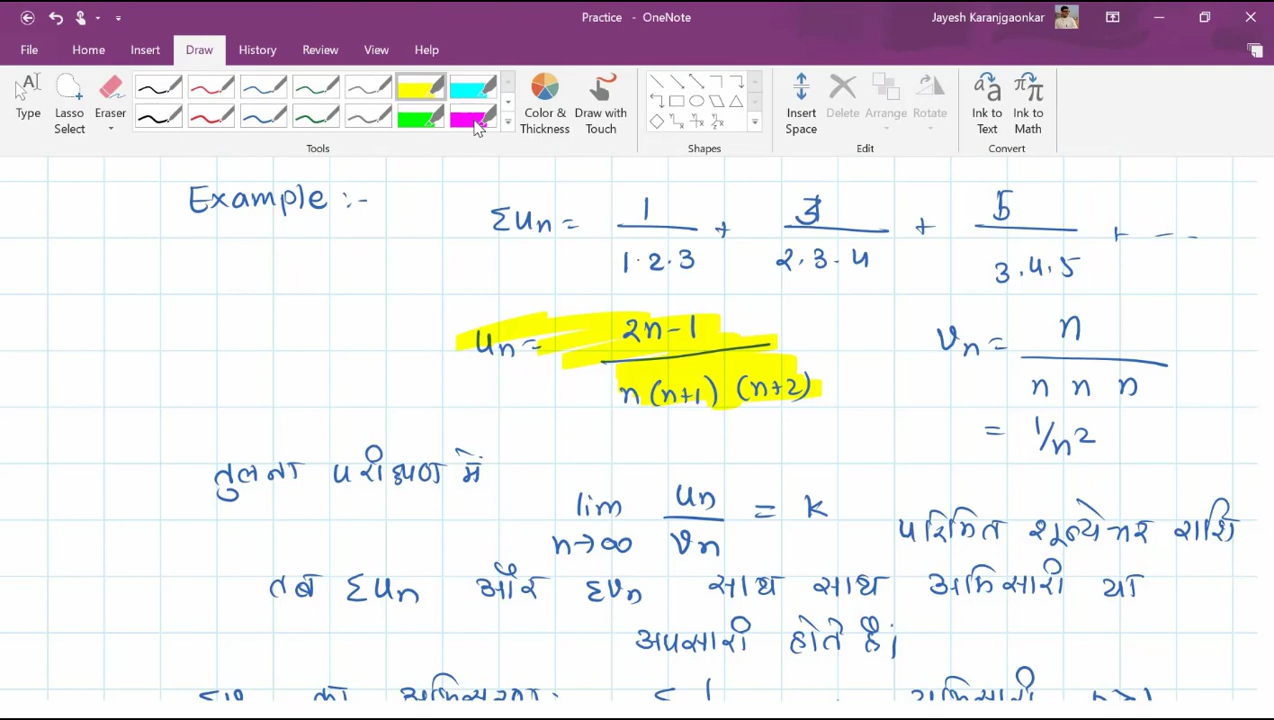 Practice - OneNote
Jayesh Karanjgaonkar
File Home Insert Draw History Review View Help
Type
Lasso Select
Eraser
Color & Thickness
Draw with Touch
Insert Space
Delete
Arrange
Rotate
Ink to Text
Ink to Math
Tools
Shapes
Edit
Convert
Example :-
Σun = 1/(1·2·3) + 3/(2·3·4) + 5/(3·4·5) + ---
un = (2n-1)/(n(n+1)(n+2))
vn = n/(n n n)
= 1/n²
तुलना परीक्षण में
lim n→∞ un/vn = k परिमित शून्येत्तर राशि
तब Σun और Σvn साथ साथ अभिसारी या
अपसारी होते है।